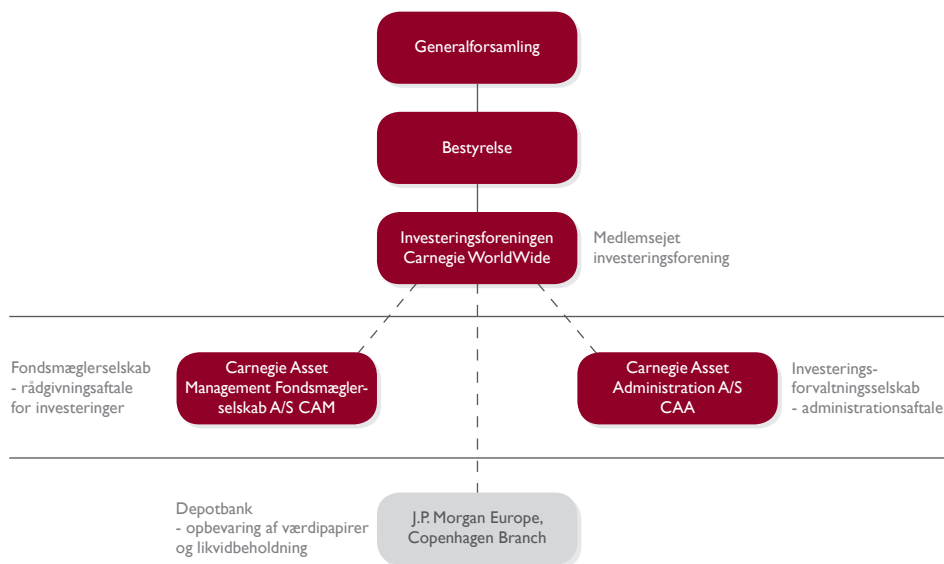 Generalforsamling
Bestyrelse
Investeringsforeningen
Carnegie WorldWide
Medlemsejet
investeringsforening
Fondsmæglerselskab
- rådgivningsaftale
for investeringer
Carnegie Asset
Management Fondsmægler-
selskab A/S CAM
Carnegie Asset
Administration A/S
CAA
Investerings-
forvaltningsselskab
- administrationsaftale
Depotbank
- opbevaring af værdipapirer
og likvidbeholdning
J.P. Morgan Europe,
Copenhagen Branch